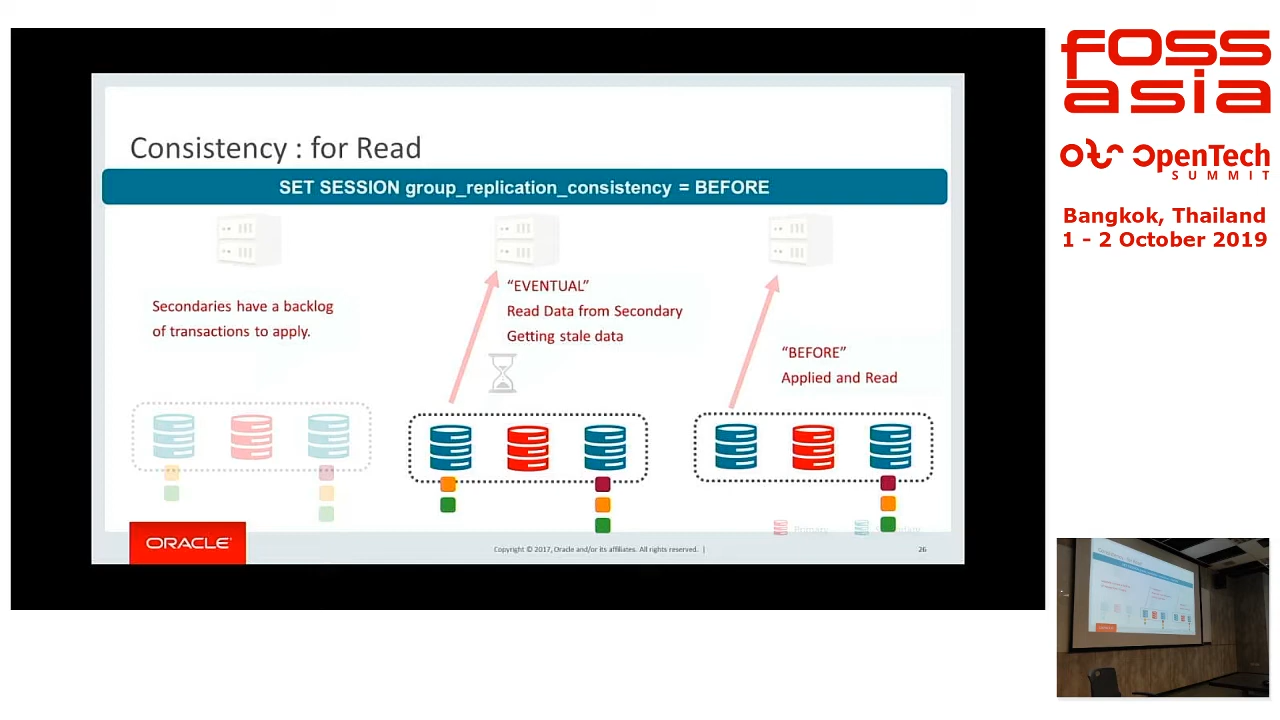 Consistency : for Read
SET SESSION group_replication_consistency = BEFORE
Secondaries have a backlog
of transactions to apply.
“EVENTUAL”
Read Data from Secondary
Getting stale data
“BEFORE”
Applied and Read
Primary
ORACLE
Copyright © 2017, Oracle and/or its affiliates. All rights reserved. |
26
FOSS
asia
OpenTech
SUMMIT
Bangkok, Thailand
1 - 2 October 2019